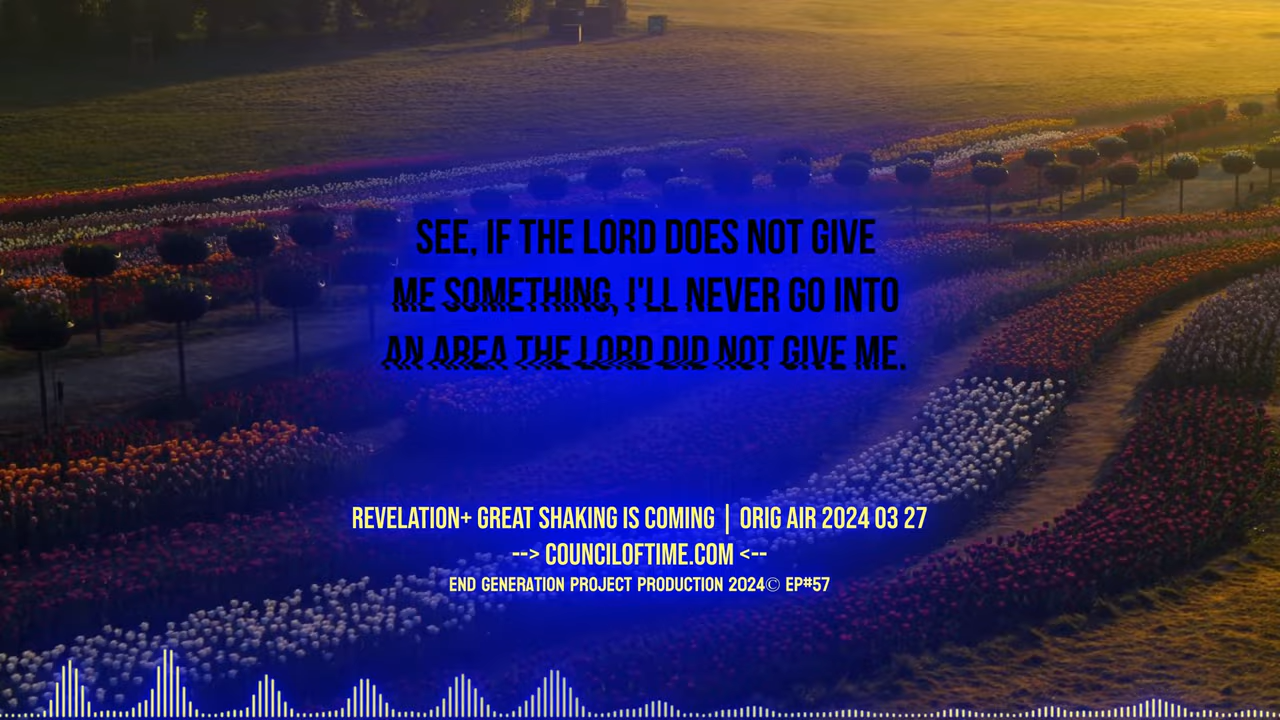 SEE, IF THE LORD DOES NOT GIVE
ME SOMETHING, I'LL NEVER GO INTO
AN AREA THE LORD DID NOT GIVE ME.
REVELATION+ GREAT SHAKING IS COMING | ORIG AIR 2024 03 27
--> COUNCILOFTIME.COM <--
END GENERATION PROJECT PRODUCTION 2024© EP#57